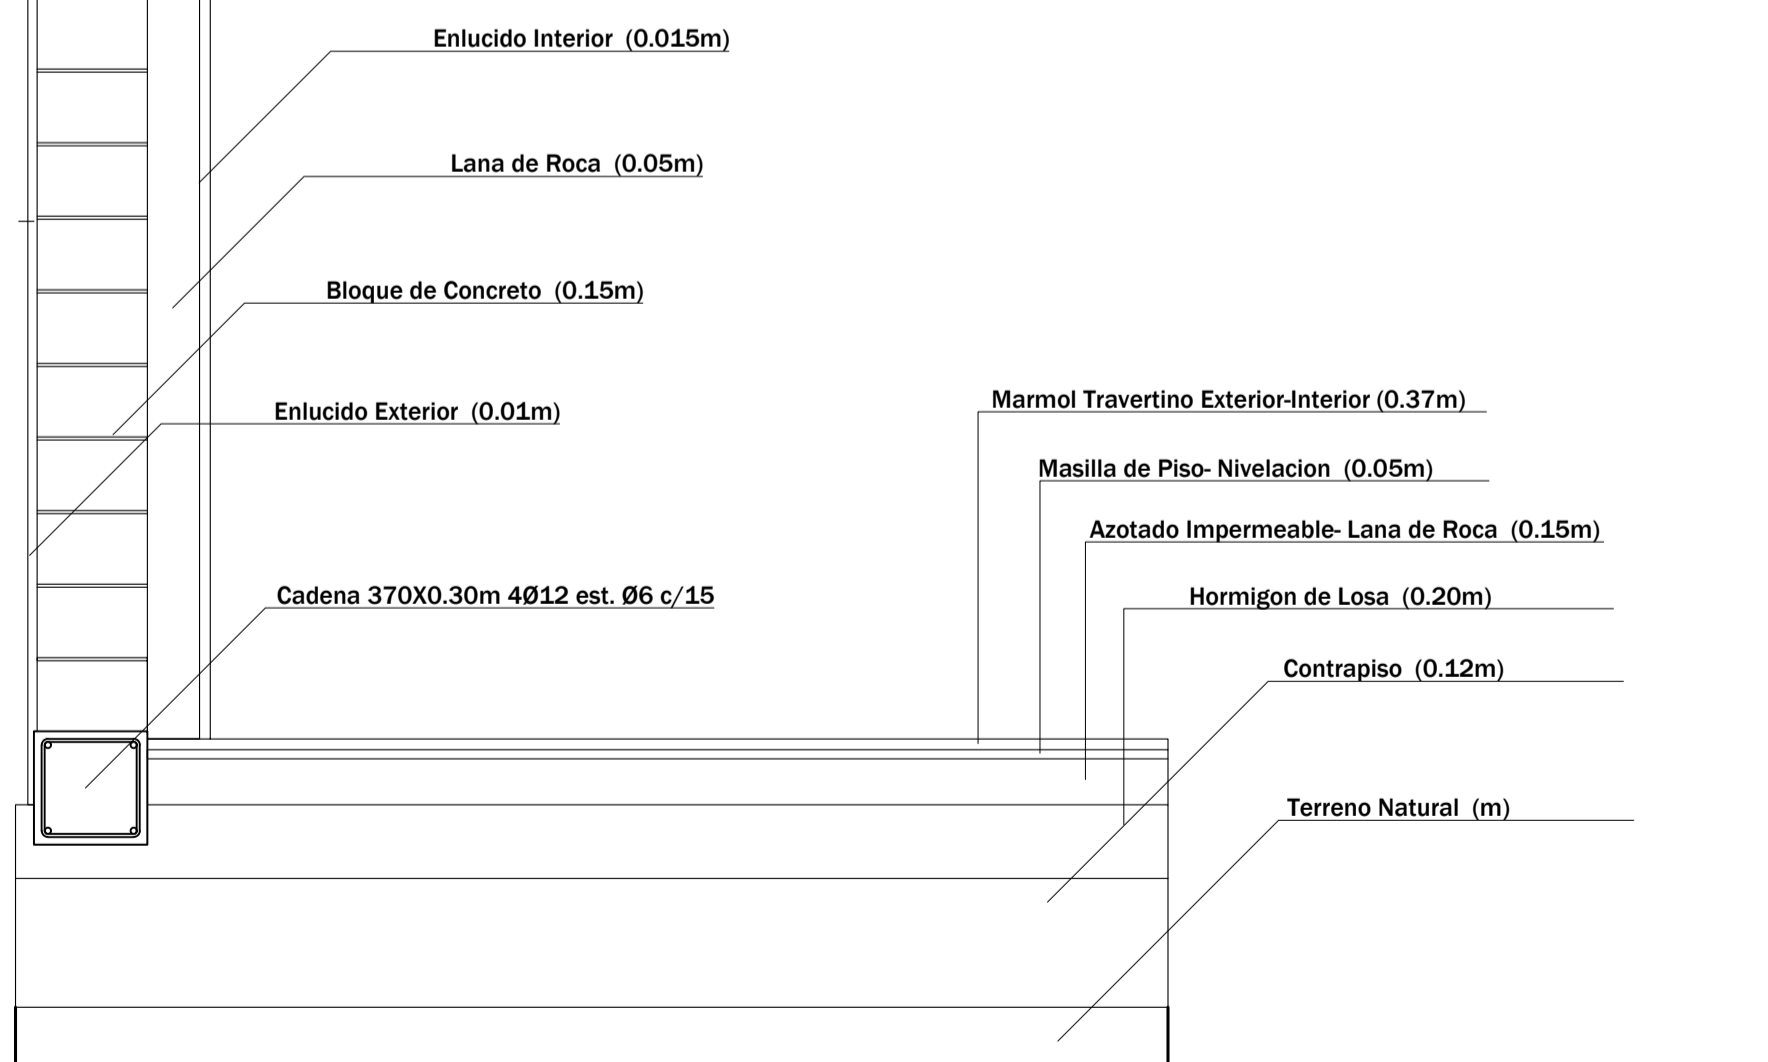 Enlucido Interior (0.015m)
Lana de Roca (0.05m)
Bloque de Concreto (0.15m)
Enlucido Exterior (0.01m)
Cadena 370X0.30m 4Ø12 est. Ø6 c/15
Marmol Travertino Exterior-Interior (0.37m)
Masilla de Piso- Nivelacion (0.05m)
Azotado Impermeable- Lana de Roca (0.15m)
Hormigon de Losa (0.20m)
Contrapiso (0.12m)
Terreno Natural (m)